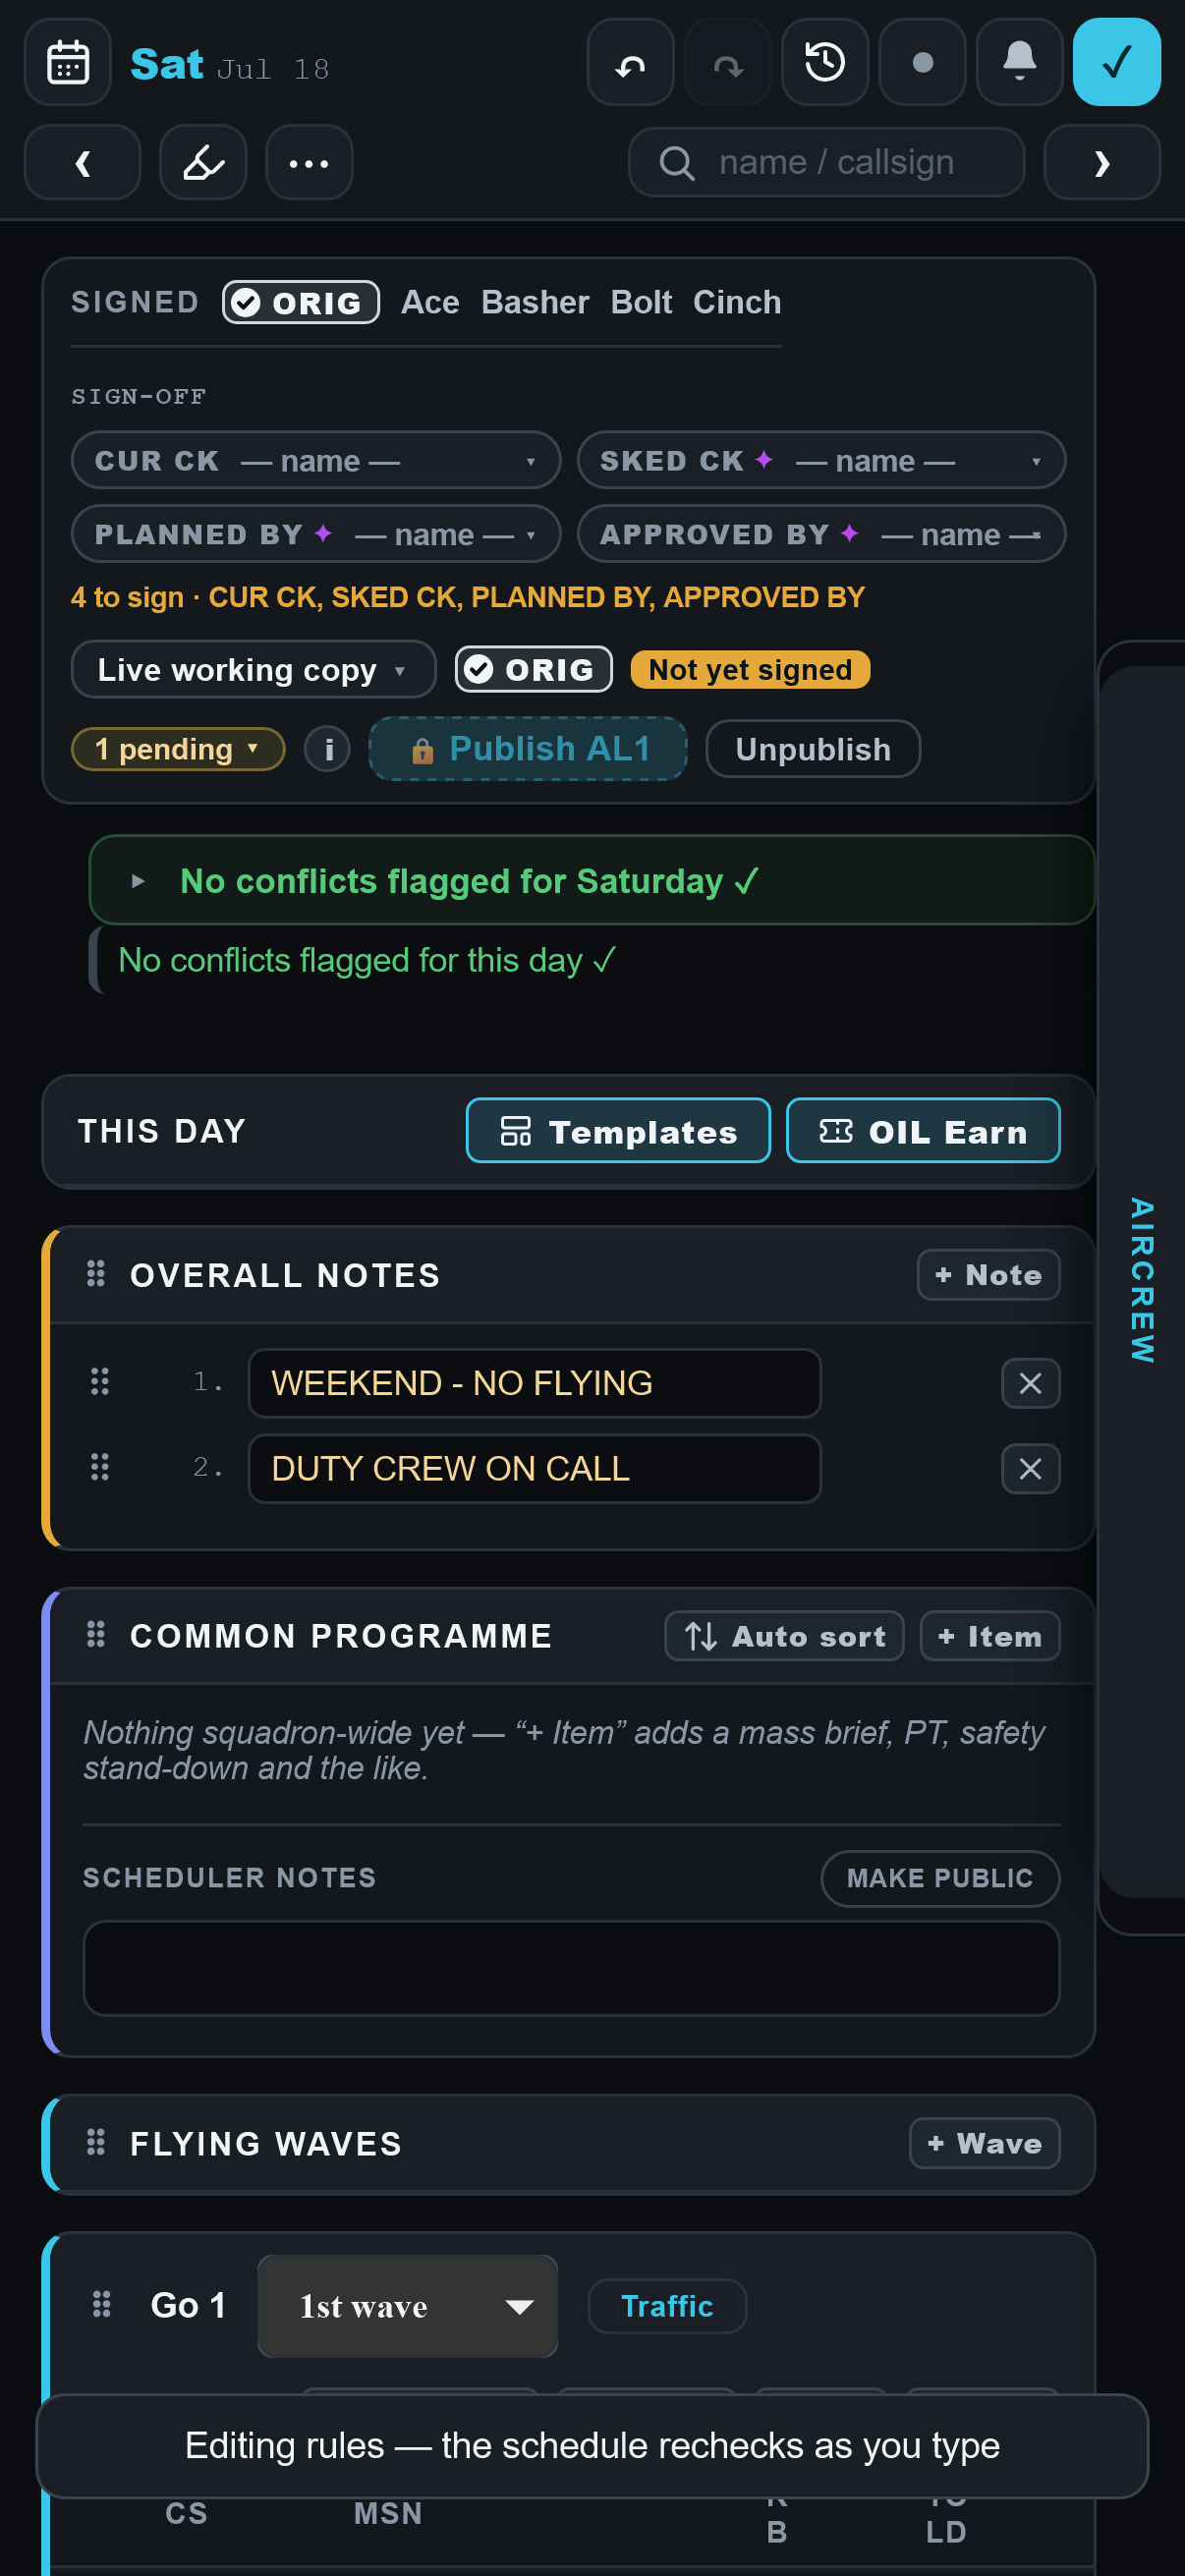 Sat Jul 18
name / callsign
SIGNED ORIG Ace Basher Bolt Cinch
SIGN-OFF
CUR CK — name —
SKED CK ✦ — name —
PLANNED BY ✦ — name —
APPROVED BY ✦ — name —
4 to sign · CUR CK, SKED CK, PLANNED BY, APPROVED BY
Live working copy ORIG Not yet signed
1 pending i Publish AL1 Unpublish
No conflicts flagged for Saturday ✓
No conflicts flagged for this day ✓
THIS DAY Templates OIL Earn
AIRCREW
OVERALL NOTES + Note
1. WEEKEND - NO FLYING
2. DUTY CREW ON CALL
COMMON PROGRAMME Auto sort + Item
Nothing squadron-wide yet — “+ Item” adds a mass brief, PT, safety
stand-down and the like.
SCHEDULER NOTES MAKE PUBLIC
FLYING WAVES + Wave
Go 1 1st wave Traffic
Editing rules — the schedule rechecks as you type
CS MSN
B LD